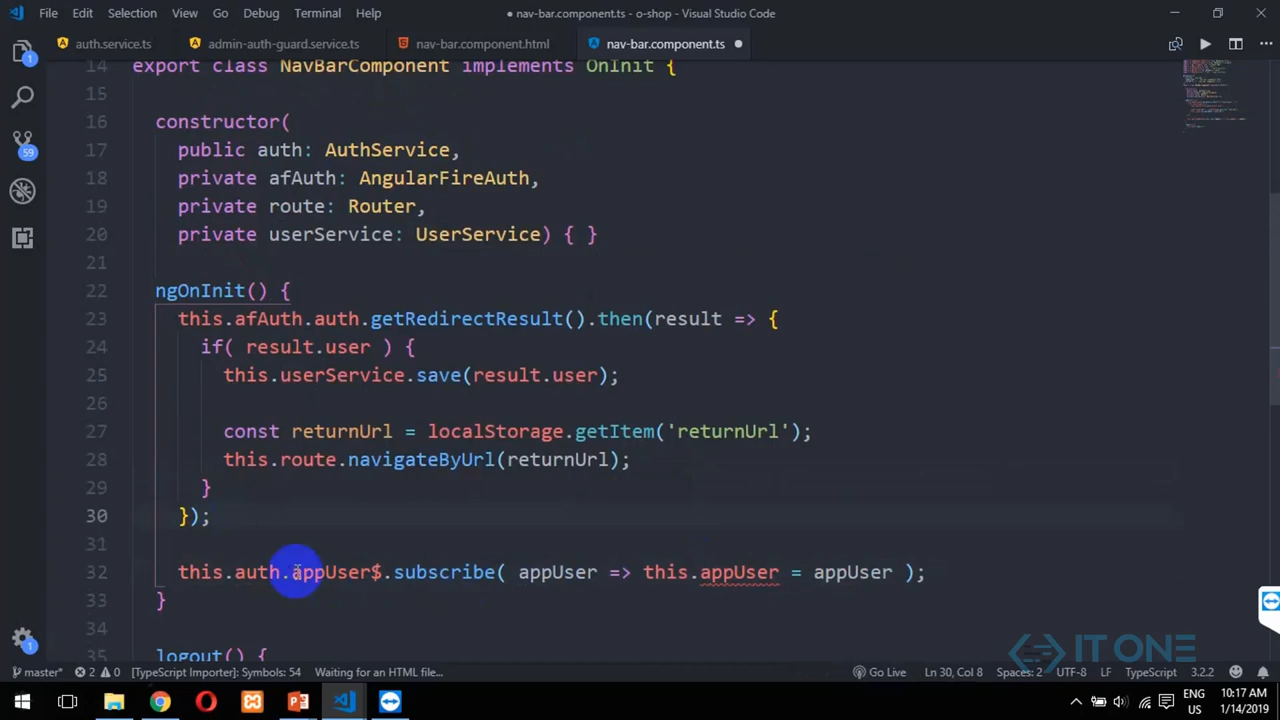 File Edit Selection View Go Debug Terminal Help ● nav-bar.component.ts - o-shop - Visual Studio Code
auth.service.ts admin-auth-guard.service.ts nav-bar.component.html nav-bar.component.ts
14 export class NavBarComponent implements OnInit {
15
16 constructor(
17 public auth: AuthService,
18 private afAuth: AngularFireAuth,
19 private route: Router,
20 private userService: UserService) { }
21
22 ngOnInit() {
23 this.afAuth.auth.getRedirectResult().then(result => {
24 if( result.user ) {
25 this.userService.save(result.user);
26
27 const returnUrl = localStorage.getItem('returnUrl');
28 this.route.navigateByUrl(returnUrl);
29 }
30 });
31
32 this.auth.appUser$.subscribe( appUser => this.appUser = appUser );
33 }
34
35 logout() {
1
59
1
IT ONE
master* 2 0 [TypeScript Importer]: Symbols: 54 Waiting for an HTML file... Go Live Ln 30, Col 8 Spaces: 2 UTF-8 LF TypeScript 3.2.2
ENG 10:17 AM
US 1/14/2019